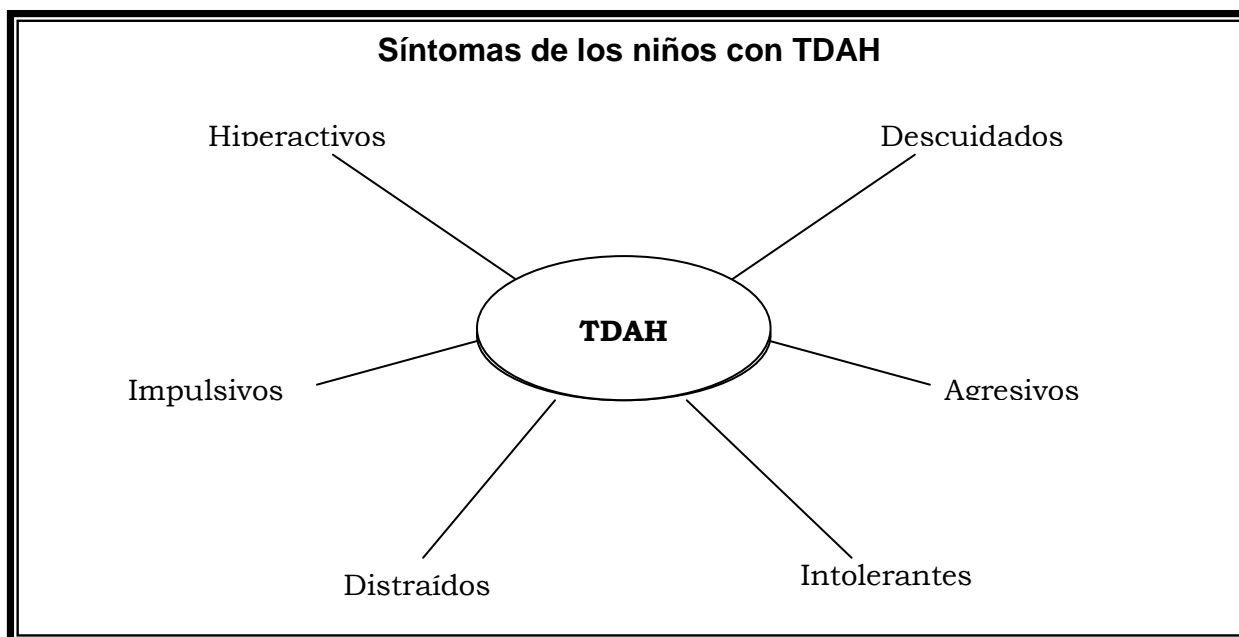 Síntomas de los niños con TDAH
Hiperactivos
Descuidados
TDAH
Impulsivos
Agresivos
Distraídos
Intolerantes